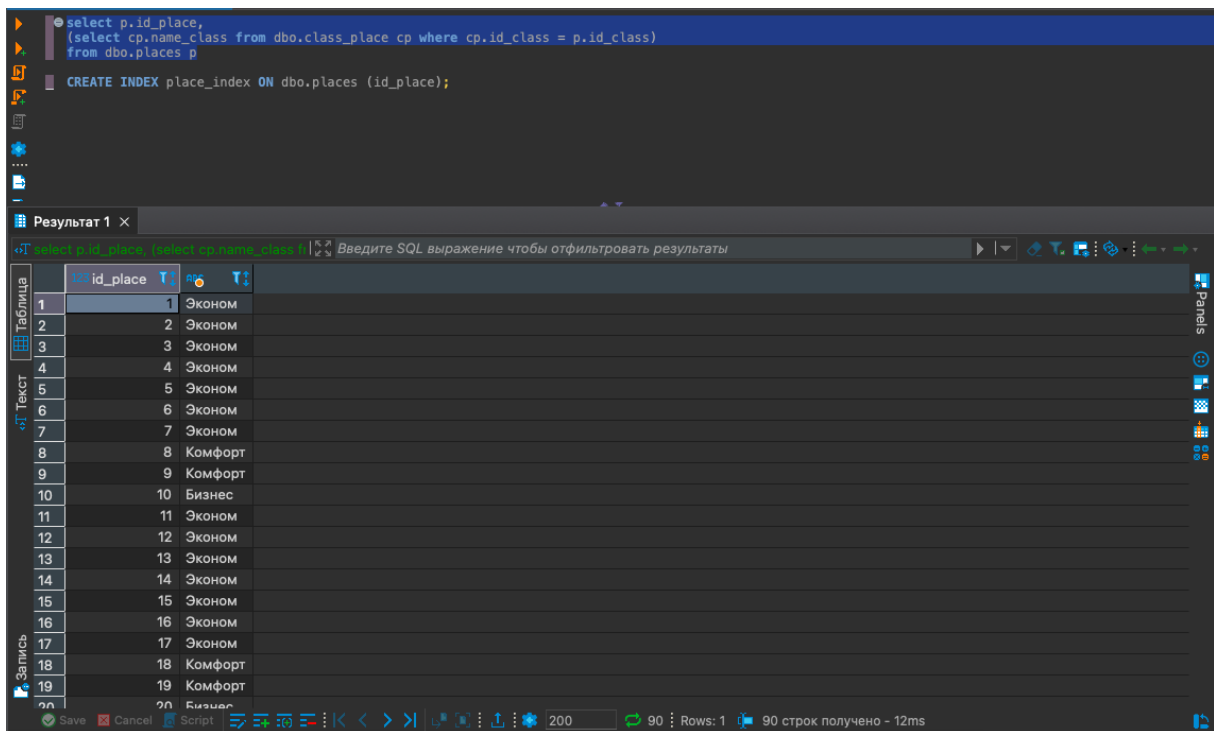 select p.id_place,
(select cp.name_class from dbo.class_place cp where cp.id_class = p.id_class)
from dbo.places p
CREATE INDEX place_index ON dbo.places (id_place);
Результат 1 ×
select p.id_place, (select cp.name_class fr Введите SQL выражение чтобы отфильтровать результаты
Таблица
Текст
Запись
Panels
id_place
1 1 Эконом
2 2 Эконом
3 3 Эконом
4 4 Эконом
5 5 Эконом
6 6 Эконом
7 7 Эконом
8 8 Комфорт
9 9 Комфорт
10 10 Бизнес
11 11 Эконом
12 12 Эконом
13 13 Эконом
14 14 Эконом
15 15 Эконом
16 16 Эконом
17 17 Эконом
18 18 Комфорт
19 19 Комфорт
20 20 Бизнес
Save Cancel Script 200 90 Rows: 1 90 строк получено - 12ms